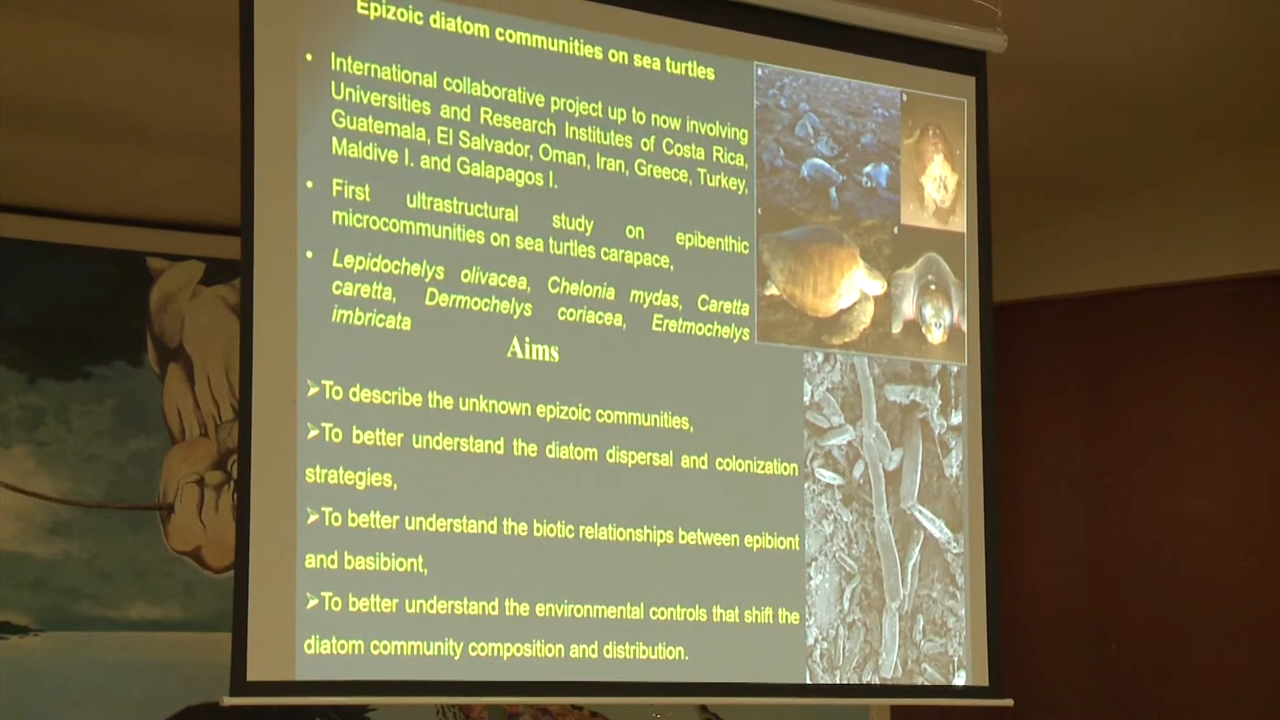 Epizoic diatom communities on sea turtles
• International collaborative project up to now involving
Universities and Research Institutes of Costa Rica,
Guatemala, El Salvador, Oman, Iran, Greece, Turkey,
Maldive I. and Galapagos I.
• First ultrastructural study on epibenthic
microcommunities on sea turtles carapace,
• Lepidochelys olivacea, Chelonia mydas, Caretta
caretta, Dermochelys coriacea, Eretmochelys
imbricata
Aims
➢To describe the unknown epizoic communities,
➢To better understand the diatom dispersal and colonization
strategies,
➢To better understand the biotic relationships between epibiont
and basibiont,
➢To better understand the environmental controls that shift the
diatom community composition and distribution.